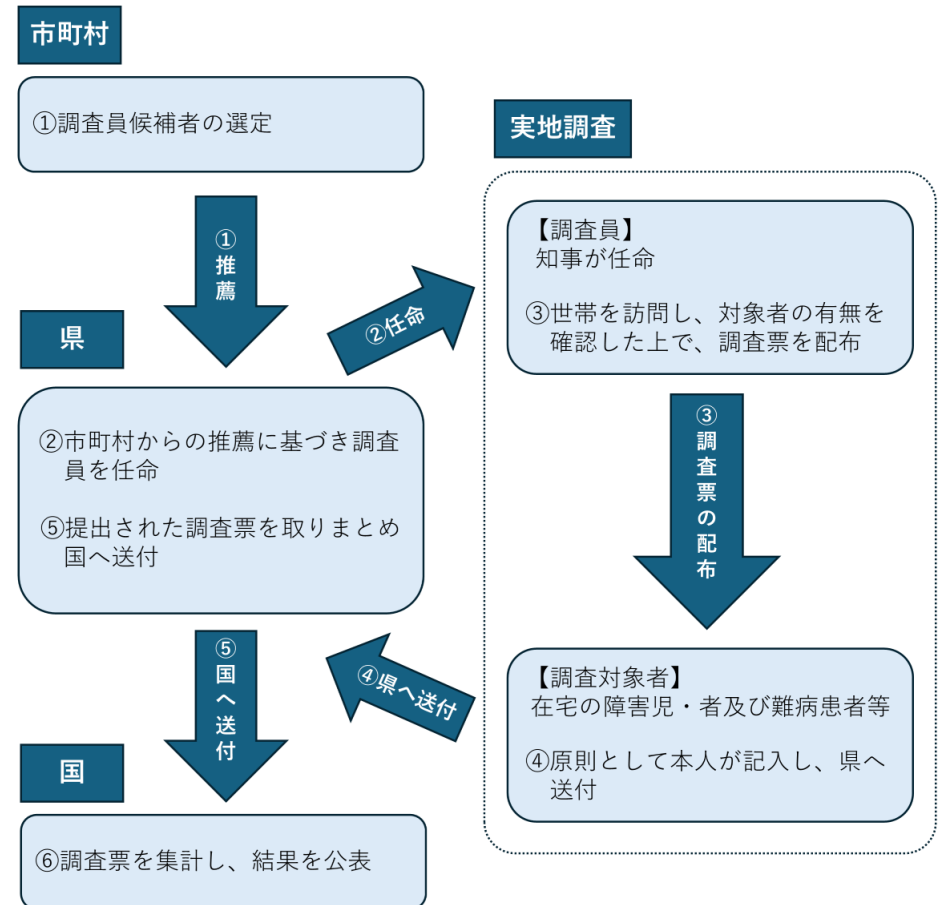 市町村
①調査員候補者の選定
①推薦
県
②市町村からの推薦に基づき調査
員を任命
⑤提出された調査票を取りまとめ
国へ送付
②任命
実地調査
【調査員】
知事が任命
③世帯を訪問し、対象者の有無を
確認した上で、調査票を配布
③調査票の配布
【調査対象者】
在宅の障害児・者及び難病患者等
④原則として本人が記入し、県へ
送付
④県へ送付
⑤国へ送付
国
⑥調査票を集計し、結果を公表